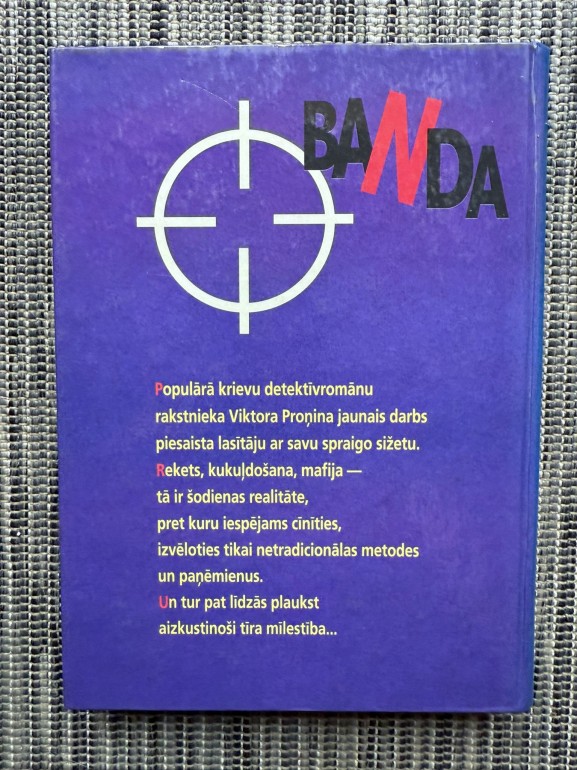 BANDA
Populārā krievu detektīvromānu
rakstnieka Viktora Proņina jaunais darbs
piesaista lasītāju ar savu spraigo sižetu.
Rekets, kukuļdošana, mafija —
tā ir šodienas realitāte,
pret kuru iespējams cīnīties,
izvēloties tikai netradicionālas metodes
un paņēmienus.
Un tur pat līdzās plaukst
aizkustinoši tīra mīlestība...